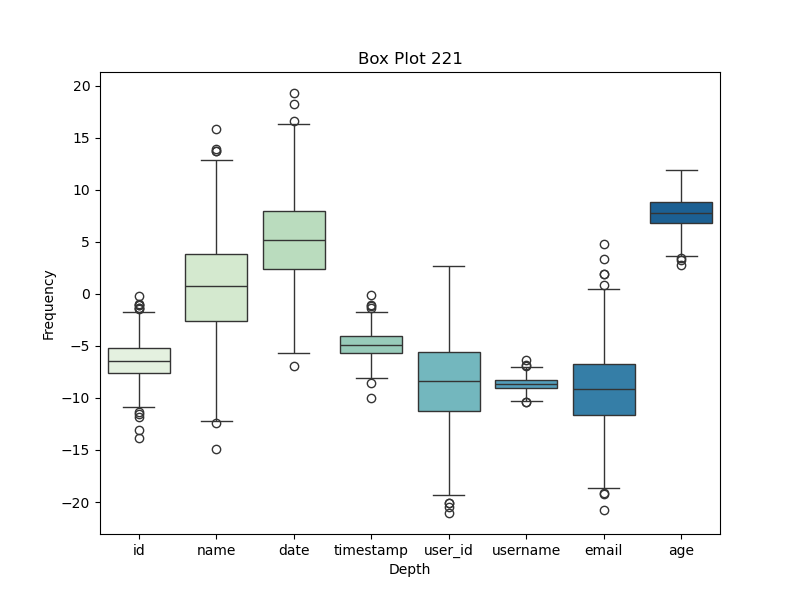 Box Plot 221
Frequency
20
15
10
5
0
−5
−10
−15
−20
id name date timestamp user_id username email age
Depth